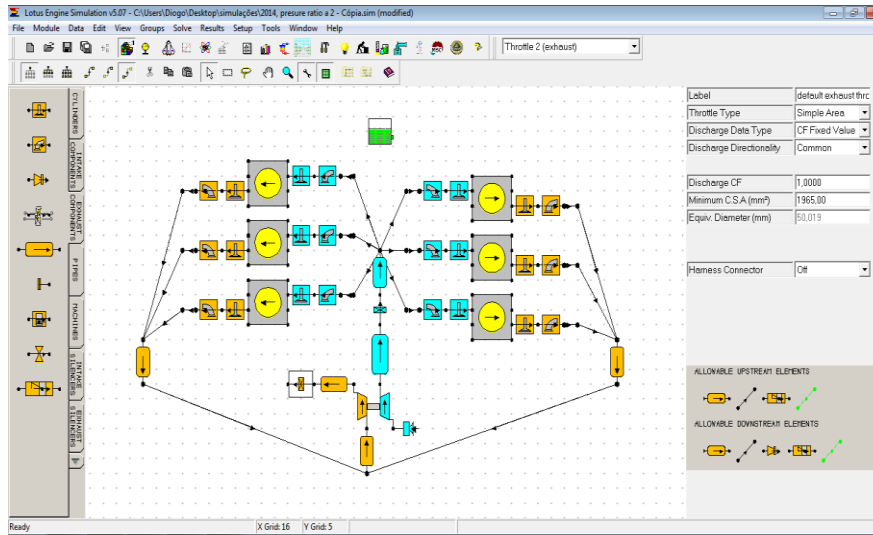 Lotus Engine Simulation v5.07 - C:\Users\Diogo\Desktop\simulações\2014, presure ratio a 2 - Cópia.sim (modified)
File Module Data Edit View Groups Solve Results Setup Tools Window Help
Throttle 2 (exhaust)
CYLINDERS
INTAKE COMPONENTS
EXHAUST COMPONENTS
PIPES
MACHINES
INTAKE SILENCERS
EXHAUST SILENCERS
Label default exhaust thrc
Throttle Type Simple Area
Discharge Data Type CF Fixed Value
Discharge Directionality Common
Discharge CF 1,0000
Minimum C.S.A (mm²) 1965,00
Equiv. Diameter (mm) 50,019
Harness Connector Off
ALLOWABLE UPSTREAM ELEMENTS
ALLOWABLE DOWNSTREAM ELEMENTS
Ready X Grid: 16 Y Grid: 5